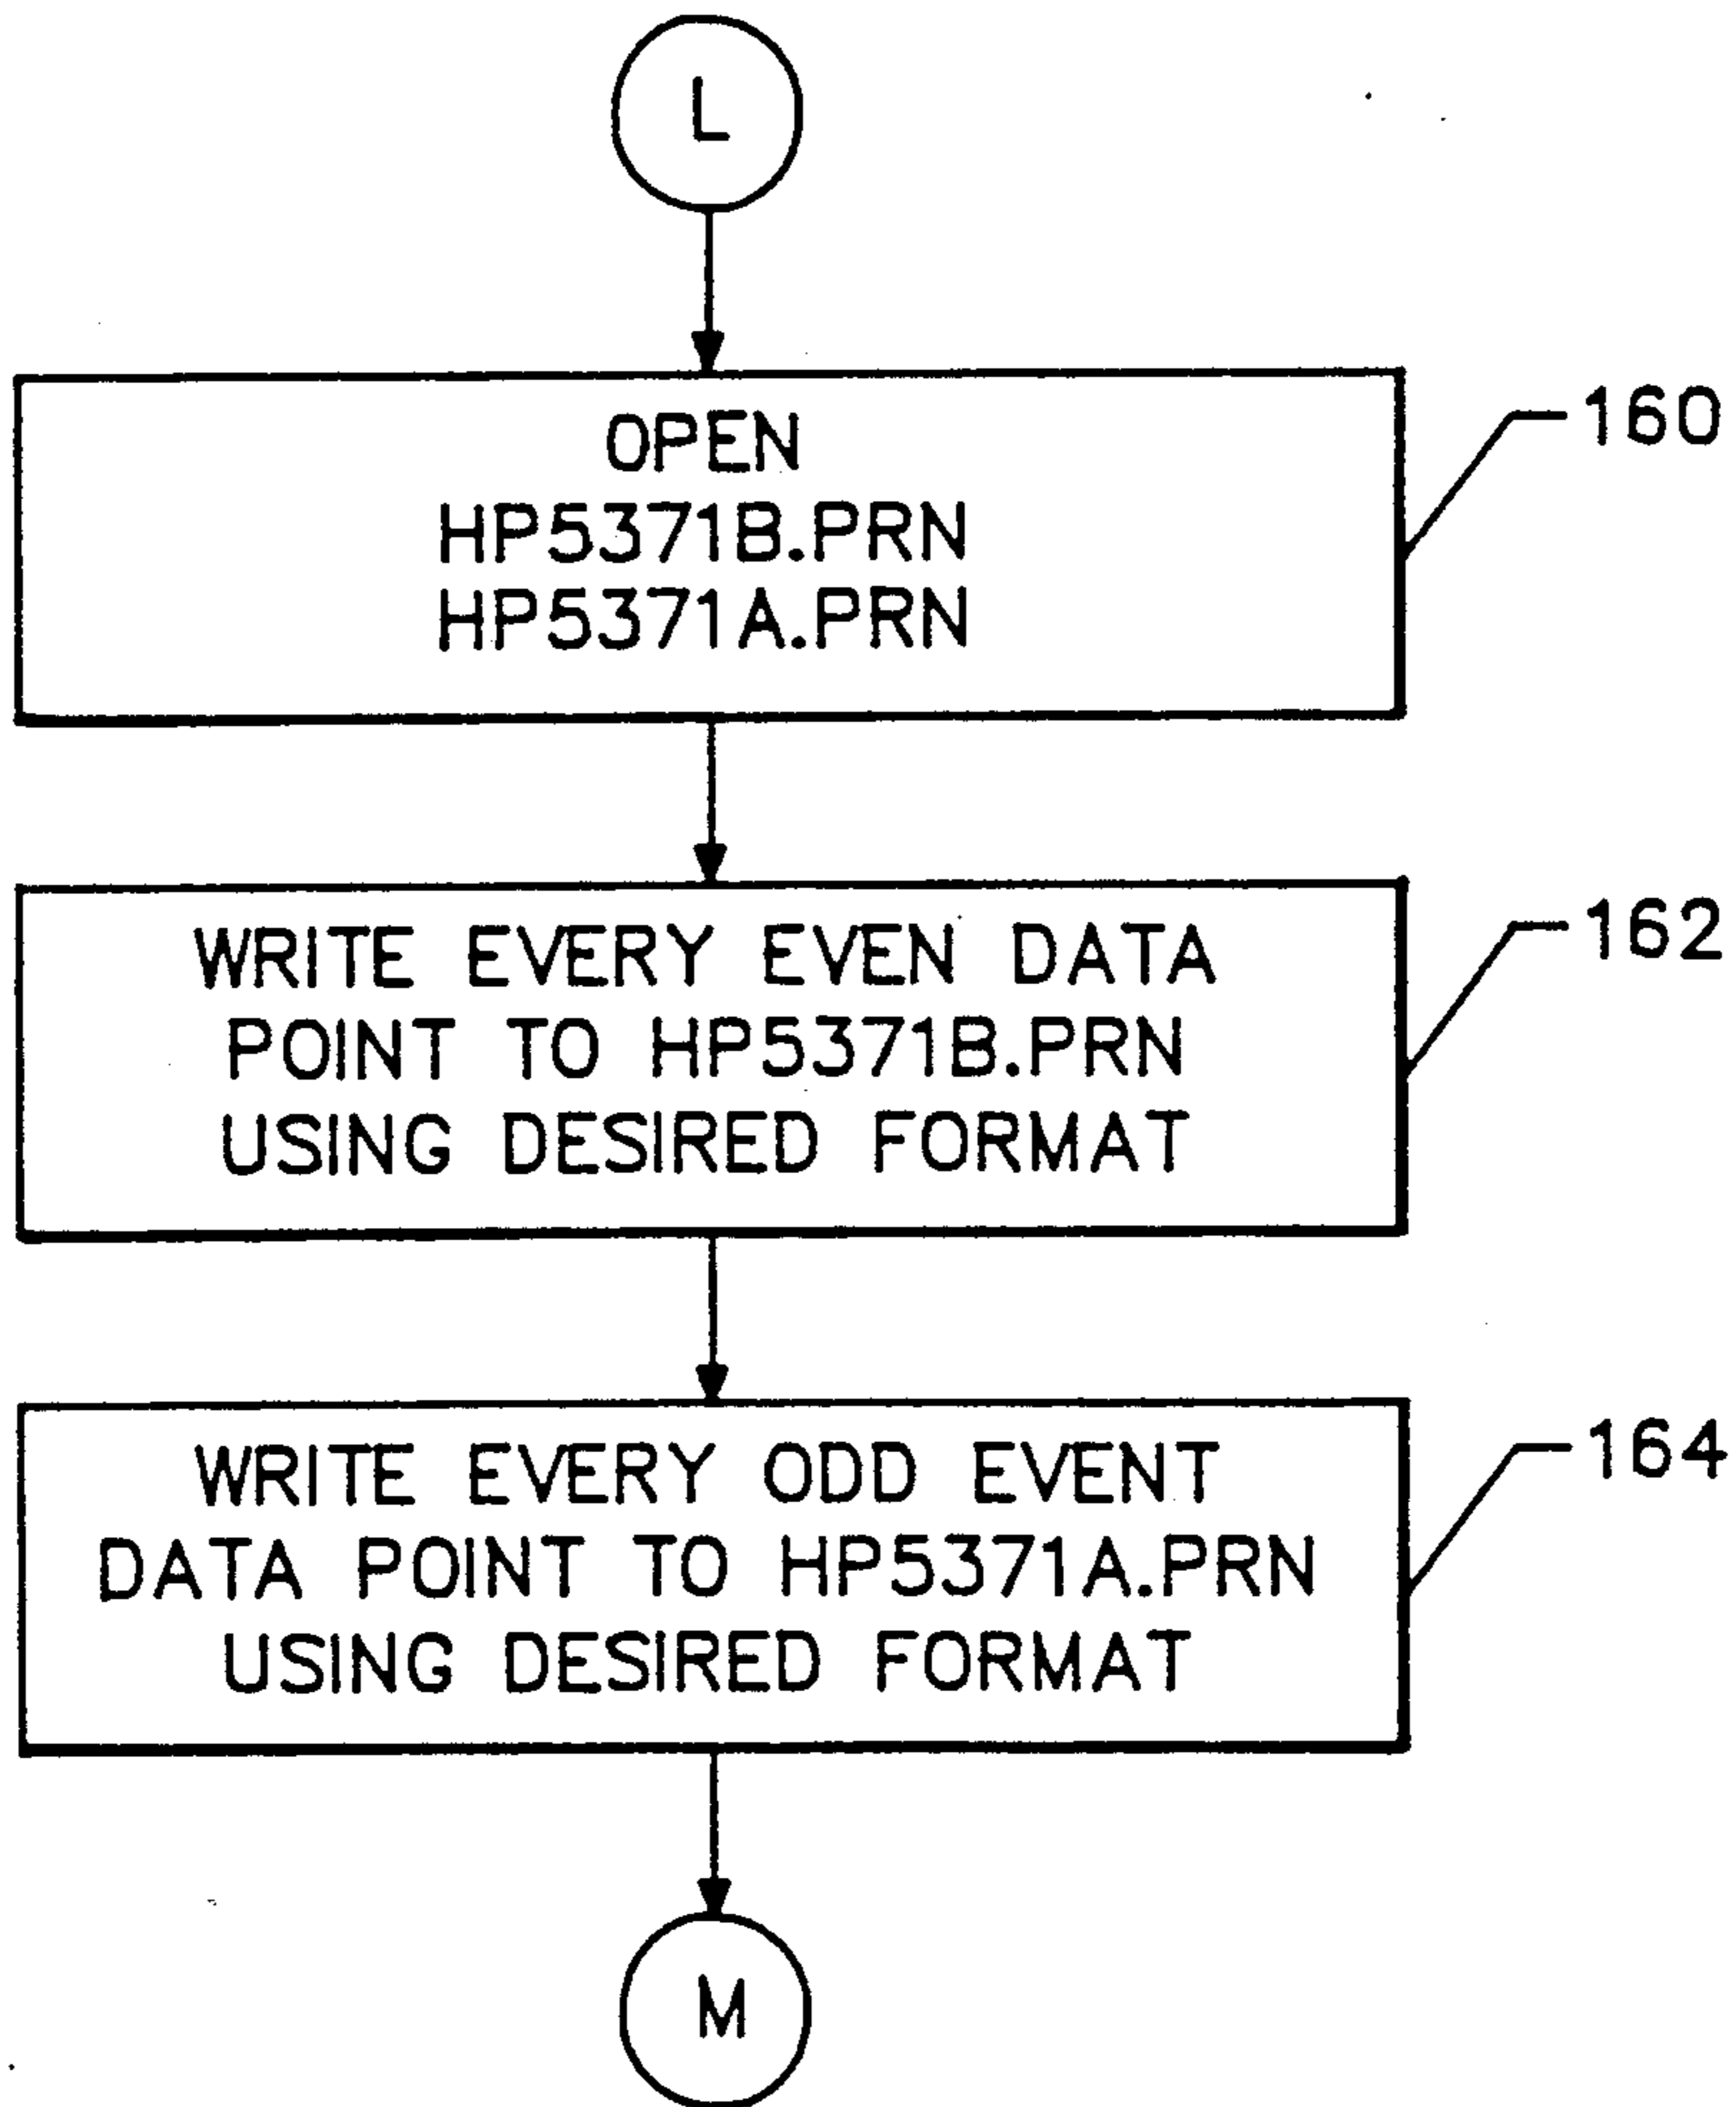 L
OPEN
HP5371B.PRN
HP5371A.PRN
160
WRITE EVERY EVEN DATA
POINT TO HP5371B.PRN
USING DESIRED FORMAT
162
WRITE EVERY ODD EVENT
DATA POINT TO HP5371A.PRN
USING DESIRED FORMAT
164
M